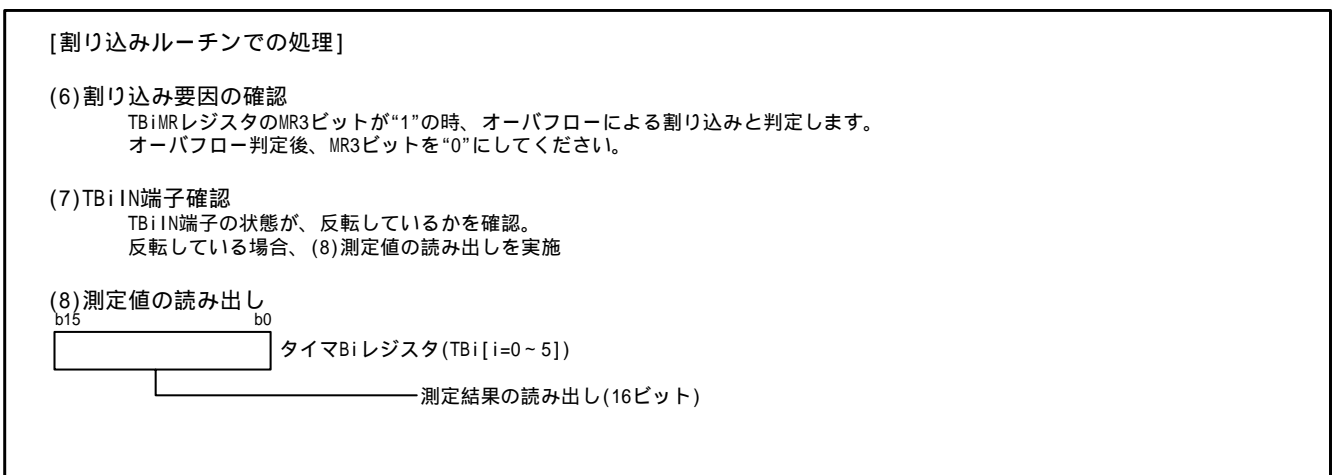 [割り込みルーチンでの処理]
(6)割り込み要因の確認
TBiMRレジスタのMR3ビットが“1”の時、オーバフローによる割り込みと判定します。
オーバフロー判定後、MR3ビットを“0”にしてください。
(7)TBiIN端子確認
TBiIN端子の状態が、反転しているかを確認。
反転している場合、(8)測定値の読み出しを実施
(8)測定値の読み出し
b15 b0
タイマBiレジスタ(TBi[i=0~5])
測定結果の読み出し(16ビット)